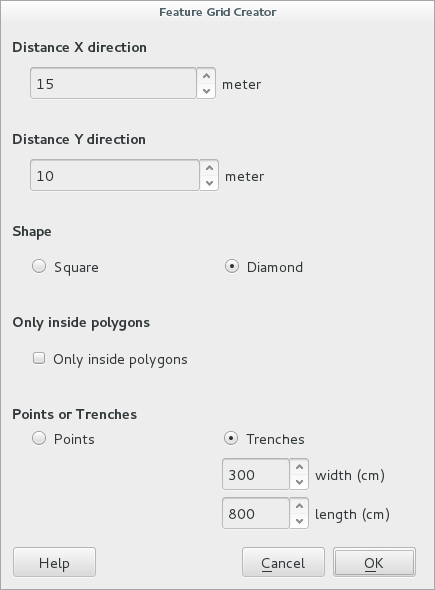 Feature Grid Creator
Distance X direction
15 meter
Distance Y direction
10 meter
Shape
Square Diamond
Only inside polygons
Only inside polygons
Points or Trenches
Points Trenches
300 width (cm)
800 length (cm)
Help Cancel OK